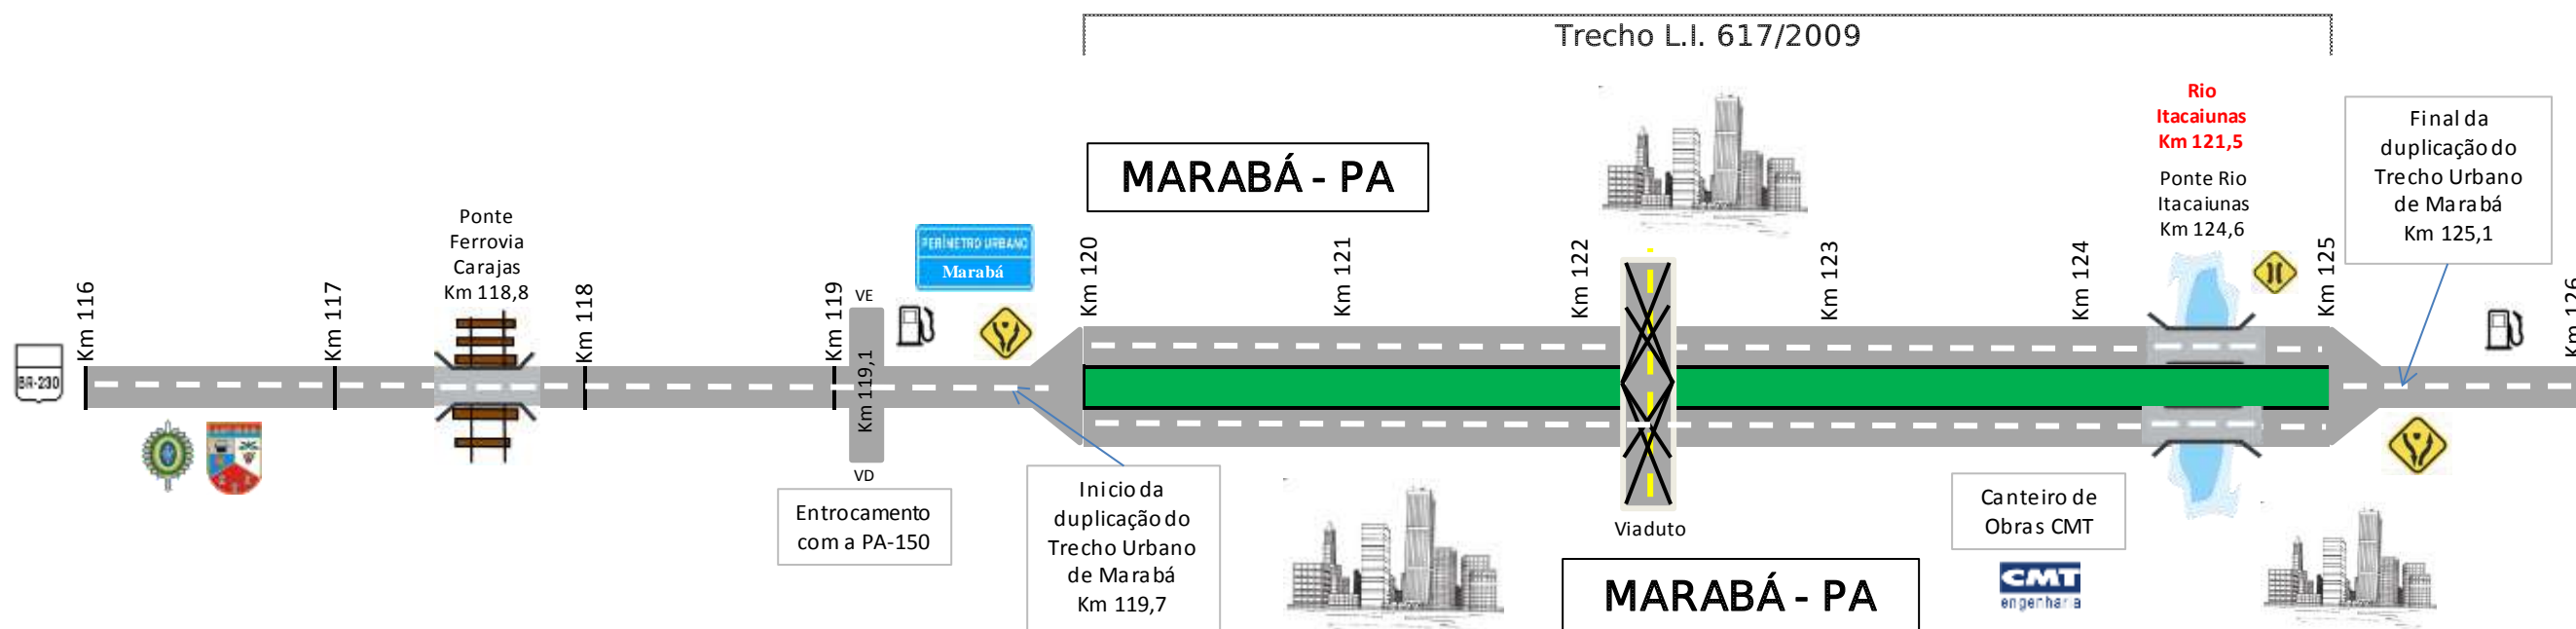 Trecho L.I. 617/2009
MARABÁ - PA
Rio
Itacaiunas
Km 121,5
Ponte Rio
Itacaiunas
Km 124,6
Final da
duplicação do
Trecho Urbano
de Marabá
Km 125,1
Ponte
Ferrovia
Carajas
Km 118,8
PERÍMETRO URBANO
Marabá
Km 116
Km 117
Km 118
Km 119
Km 120
Km 121
Km 122
Km 123
Km 124
Km 125
Km 126
BR-230
VE
Km 119,1
VD
Entrocamento
com a PA-150
Inicio da
duplicação do
Trecho Urbano
de Marabá
Km 119,7
Viaduto
MARABÁ - PA
Canteiro de
Obras CMT
CMT
engenharia